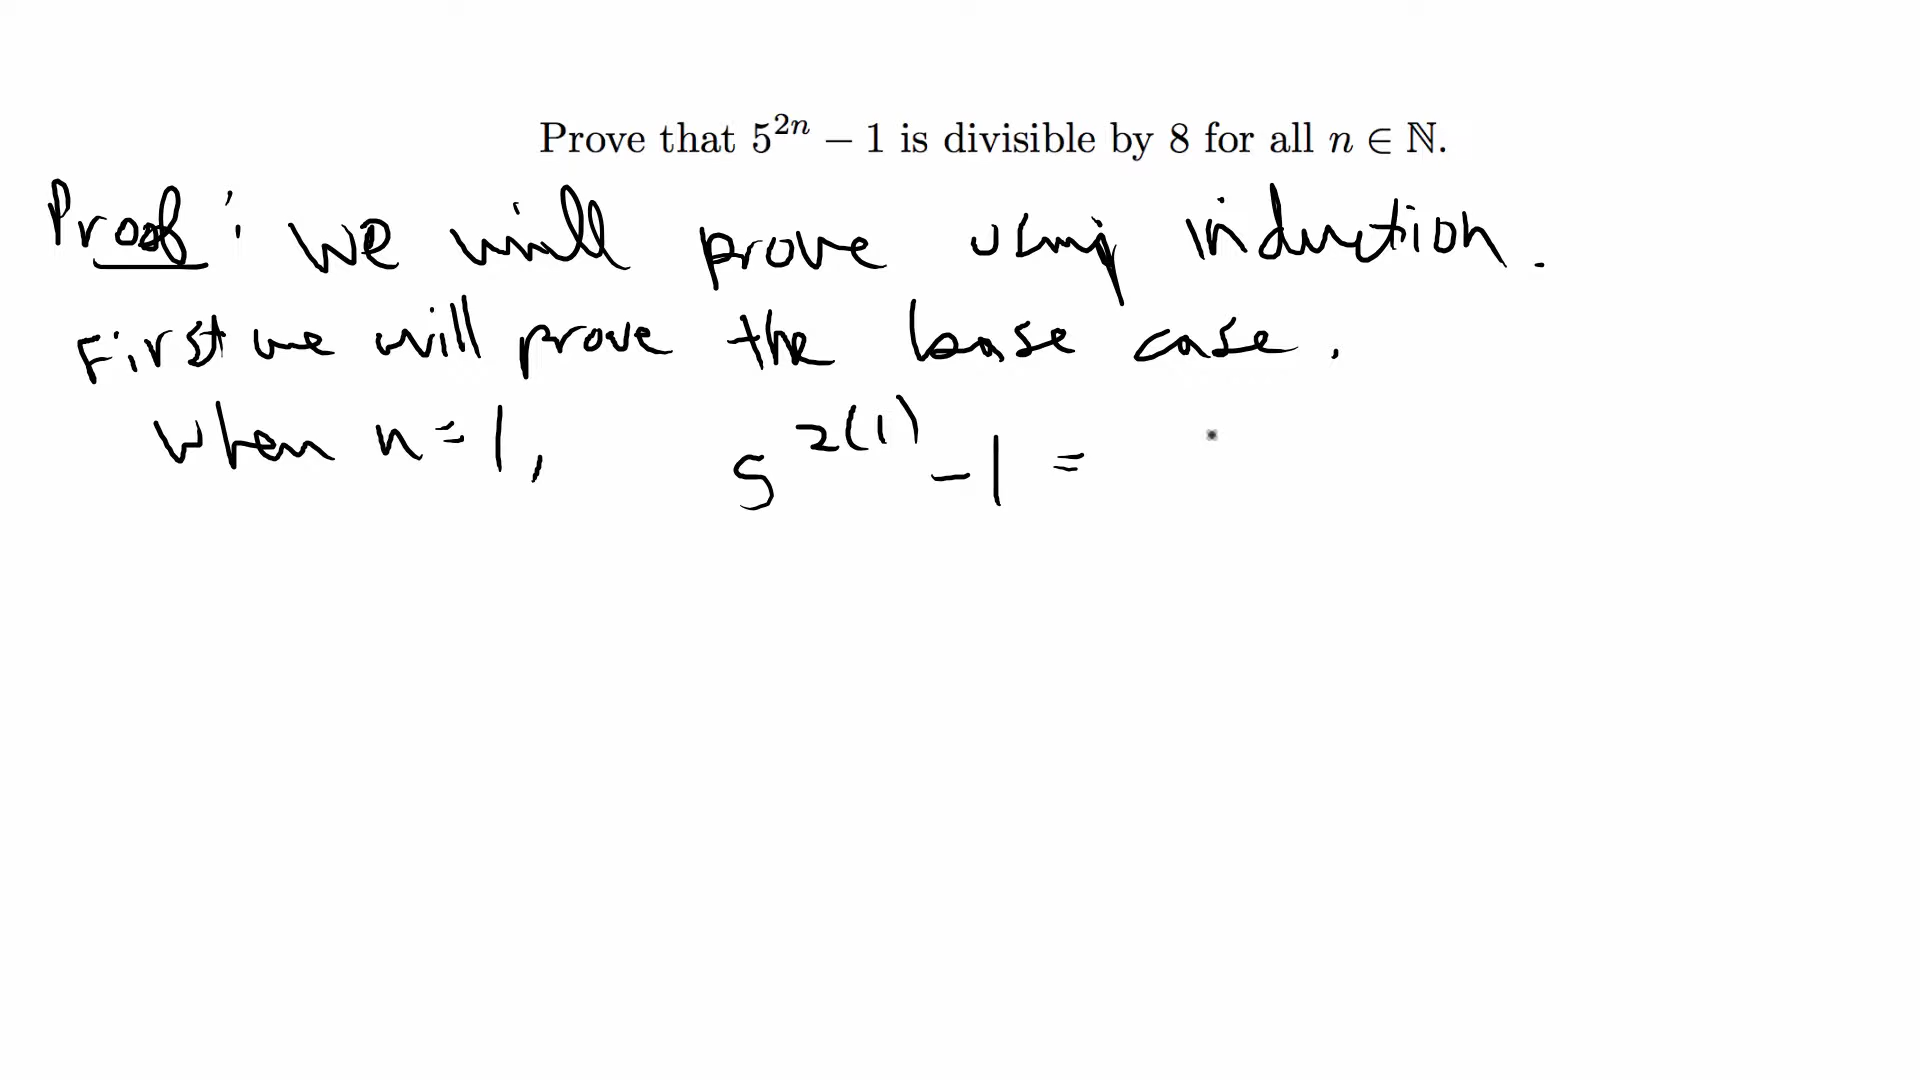 Prove that 5^{2n} − 1 is divisible by 8 for all n ∈ ℕ.
Proof: We will prove using induction.
First we will prove the base case.
When n=1, 5^{2(1)} -1 =